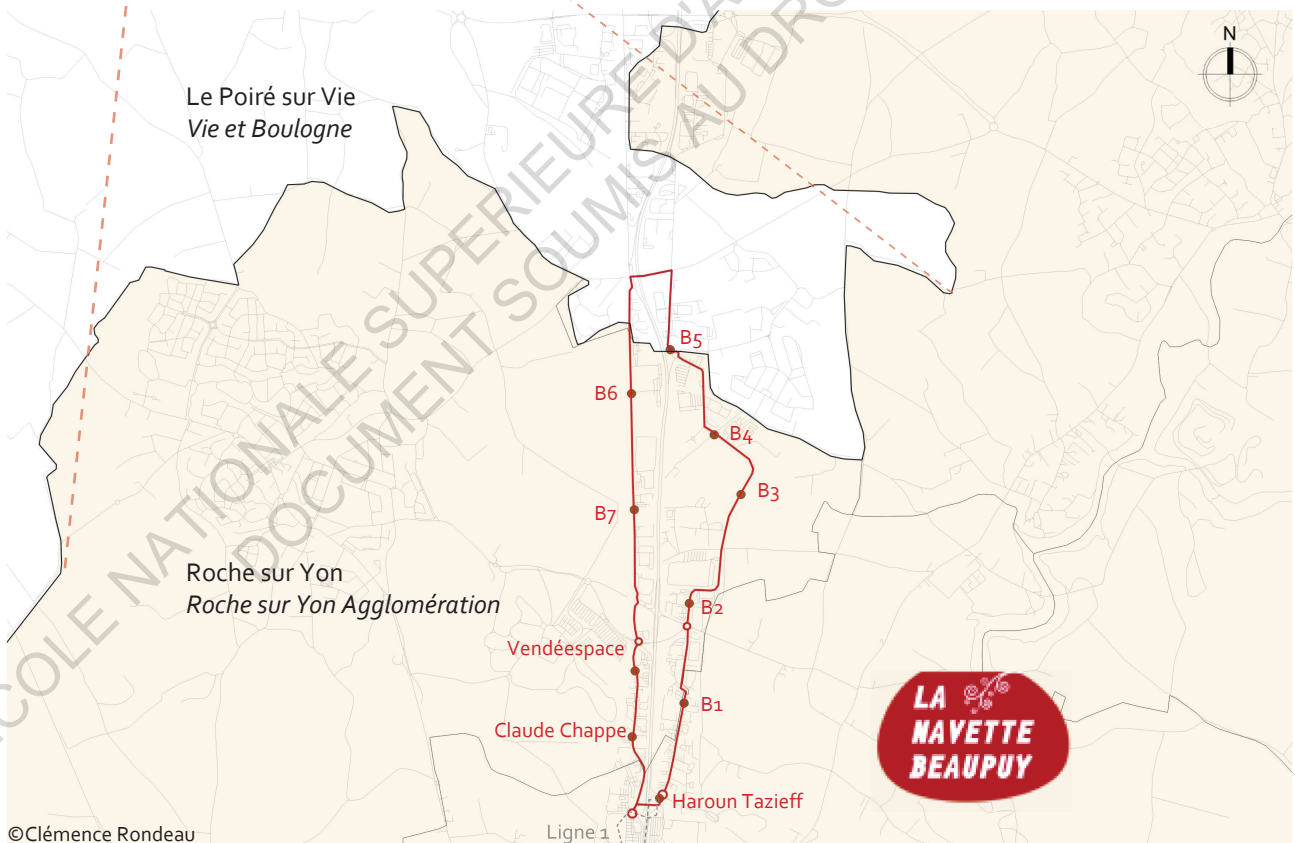 N
Le Poiré sur Vie
Vie et Boulogne
ECOLE NATIONALE SUPERIEURE D'A
DOCUMENT SOUMIS AU DRO
B5
B6
B4
B3
B7
Roche sur Yon
Roche sur Yon Agglomération
B2
Vendéespace
B1
Claude Chappe
LA
NAVETTE
BEAUPUY
Haroun Tazieff
Ligne 1
©Clémence Rondeau